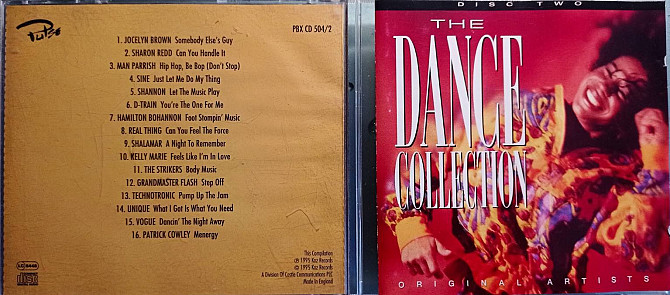 Pulse
PBX CD 504/2
1. JOCELYN BROWN Somebody Else's Guy
2. SHARON REDD Can You Handle It
3. MAN PARRISH Hip Hop, Be Bop (Don't Stop)
4. SINE Just Let Me Do My Thing
5. SHANNON Let The Music Play
6. D-TRAIN You're The One For Me
7. HAMILTON BOHANNON Foot Stompin' Music
8. REAL THING Can You Feel The Force
9. SHALAMAR A Night To Remember
10. KELLY MARIE Feels Like I'm In Love
11. THE STRIKERS Body Music
12. GRANDMASTER FLASH Step Off
13. TECHNOTRONIC Pump Up The Jam
14. UNIQUE What I Got Is What You Need
15. VOGUE Dancin' The Night Away
16. PATRICK COWLEY Menergy
This Compilation
℗ 1995 Kaz Records
© 1995 Kaz Records
A Division Of Castle Communications PLC
Made In England
DISC TWO
THE
DANCE
COLLECTION
ORIGINAL ARTISTS